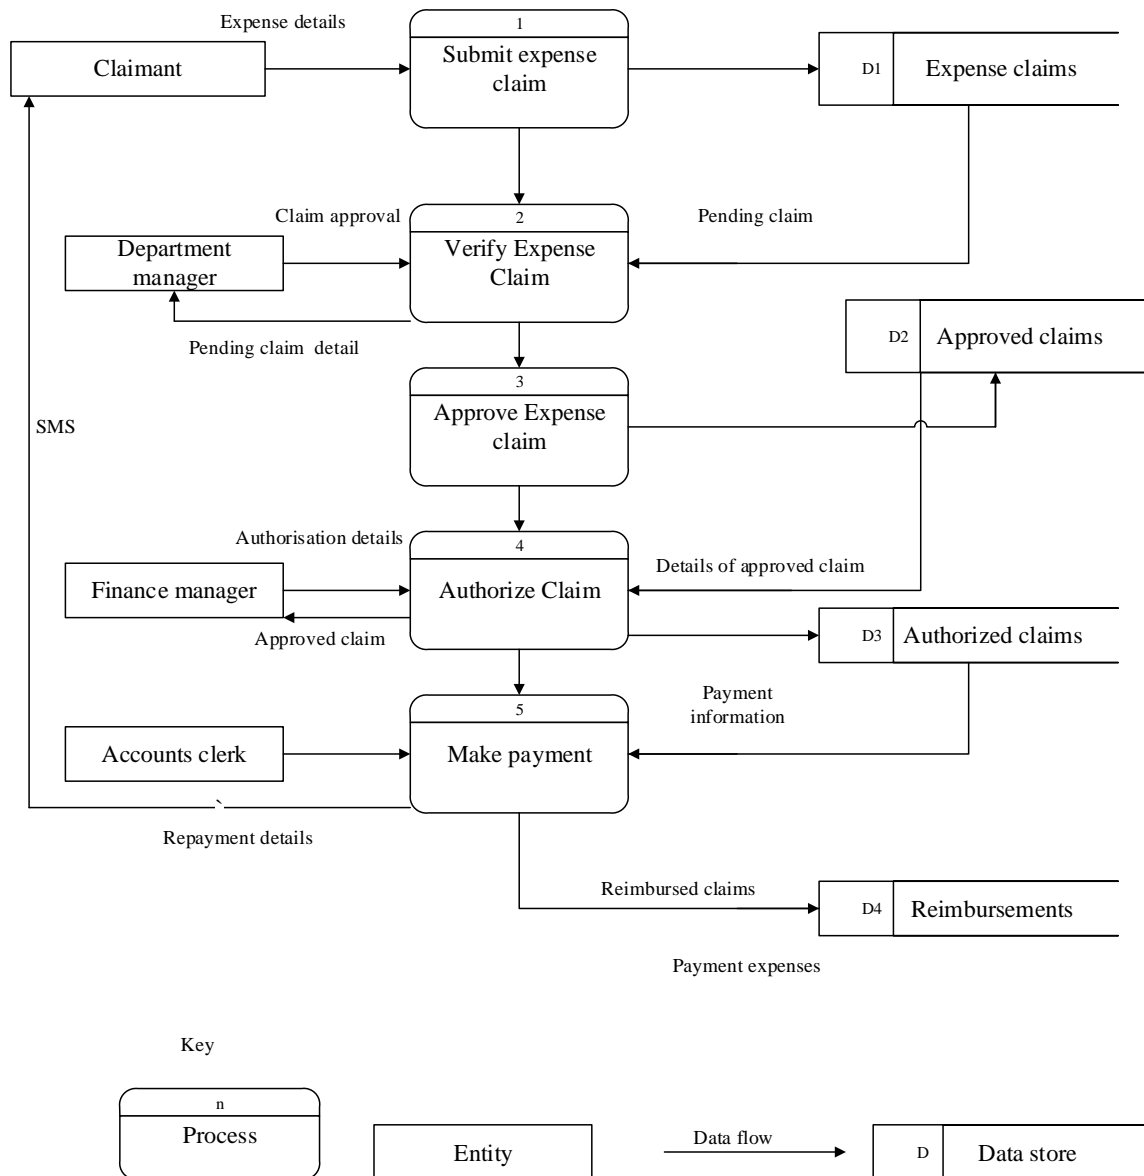 Expense details
1
Claimant
Submit expense
claim
D1
Expense claims
Claim approval
2
Pending claim
Department
manager
Verify Expense
Claim
Pending claim detail
D2
Approved claims
3
Approve Expense
claim
SMS
Authorisation details
4
Details of approved claim
Finance manager
Authorize Claim
Approved claim
D3
Authorized claims
5
Payment
information
Accounts clerk
Make payment
`
Repayment details
Reimbursed claims
D4
Reimbursements
Payment expenses
Key
n
Process
Entity
Data flow
D
Data store